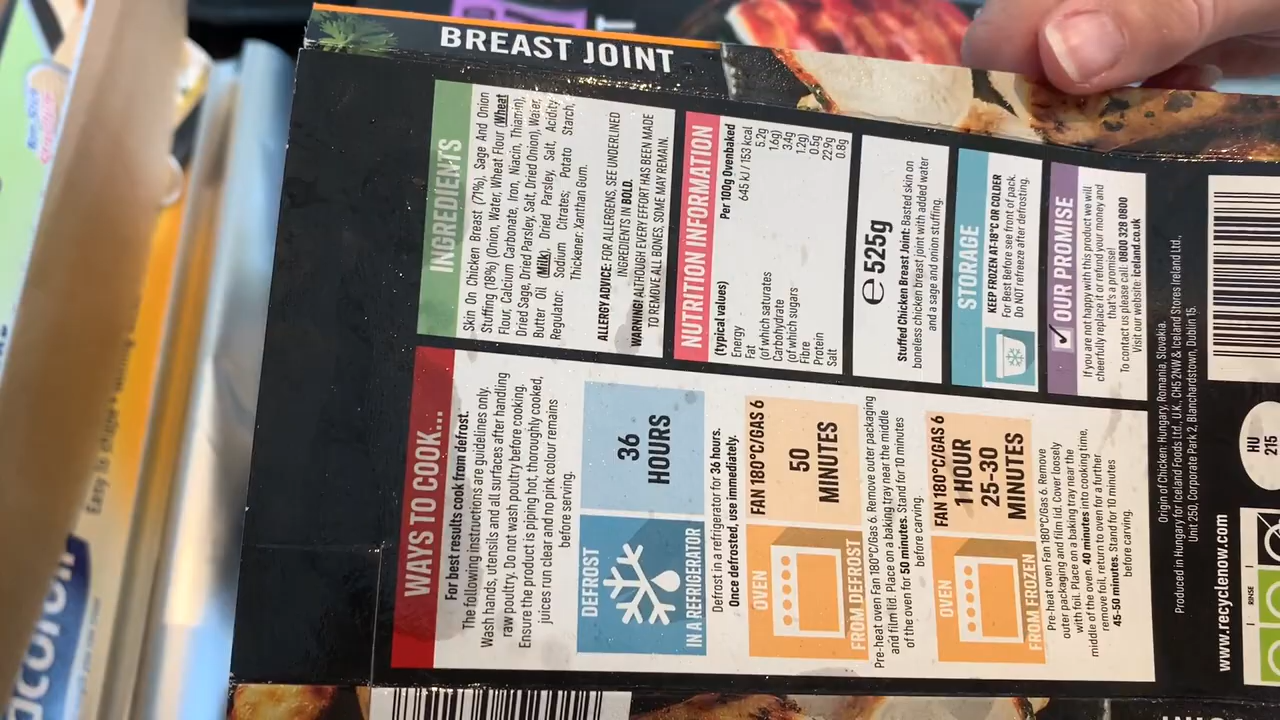 BREAST JOINT
INGREDIENTS
Skin On Chicken Breast (71%), Sage And Onion
Stuffing (18%) (Onion, Water, Wheat Flour (Wheat
Flour, Calcium Carbonate, Iron, Niacin, Thiamin),
Dried Sage, Dried Parsley, Salt, Dried Onion), Water,
Butter Oil (Milk), Dried Parsley, Salt, Acidity
Regulator: Sodium Citrates; Potato Starch,
Thickener: Xanthan Gum.
ALLERGY ADVICE: FOR ALLERGENS, SEE UNDERLINED
INGREDIENTS IN BOLD.
WARNING! ALTHOUGH EVERY EFFORT HAS BEEN MADE
TO REMOVE ALL BONES, SOME MAY REMAIN.
NUTRITION INFORMATION
(typical values) Per 100g Ovenbaked
Energy 645 kJ / 153 kcal
Fat 5.2g
(of which saturates 1.6g)
Carbohydrate 3.4g
(of which sugars 1.2g)
Fibre 0.5g
Protein 22.9g
Salt 0.8g
e 525g
Stuffed Chicken Breast Joint: Basted skin on
boneless chicken breast joint with added water
and a sage and onion stuffing.
STORAGE
KEEP FROZEN AT -18°C OR COLDER
For Best Before see front of pack.
Do NOT refreeze after defrosting.
OUR PROMISE
If you are not happy with this product we will
cheerfully replace it or refund your money and
that's a promise!
To contact us please call: 0800 328 0800
Visit our website: iceland.co.uk
WAYS TO COOK...
For best results cook from defrost.
The following instructions are guidelines only.
Wash hands, utensils and all surfaces after handling
raw poultry. Do not wash poultry before cooking.
Ensure the product is piping hot, thoroughly cooked,
juices run clear and no pink colour remains
before serving.
DEFROST
IN A REFRIGERATOR
36
HOURS
Defrost in a refrigerator for 36 hours.
Once defrosted, use immediately.
OVEN
FROM DEFROST
FAN 180°C/GAS 6
50
MINUTES
Pre-heat oven Fan 180°C/Gas 6. Remove outer packaging
and film lid. Place on a baking tray near the middle
of the oven for 50 minutes. Stand for 10 minutes
before carving.
OVEN
FROM FROZEN
FAN 180°C/GAS 6
1 HOUR
25-30
MINUTES
Pre-heat oven Fan 180°C/Gas 6. Remove
outer packaging and film lid. Cover loosely
with foil. Place on a baking tray near the
middle of the oven. 40 minutes into cooking time,
remove foil, return to oven for a further
45-50 minutes. Stand for 10 minutes
before carving.
Origin of Chicken: Hungary, Romania, Slovakia.
Produced in Hungary for Iceland Foods Ltd., U.K., CH5 2NW & Iceland Stores Ireland Ltd.,
Unit 250, Corporate Park 2, Blanchardstown, Dublin 15.
www.recyclenow.com
HU
215
RINSE